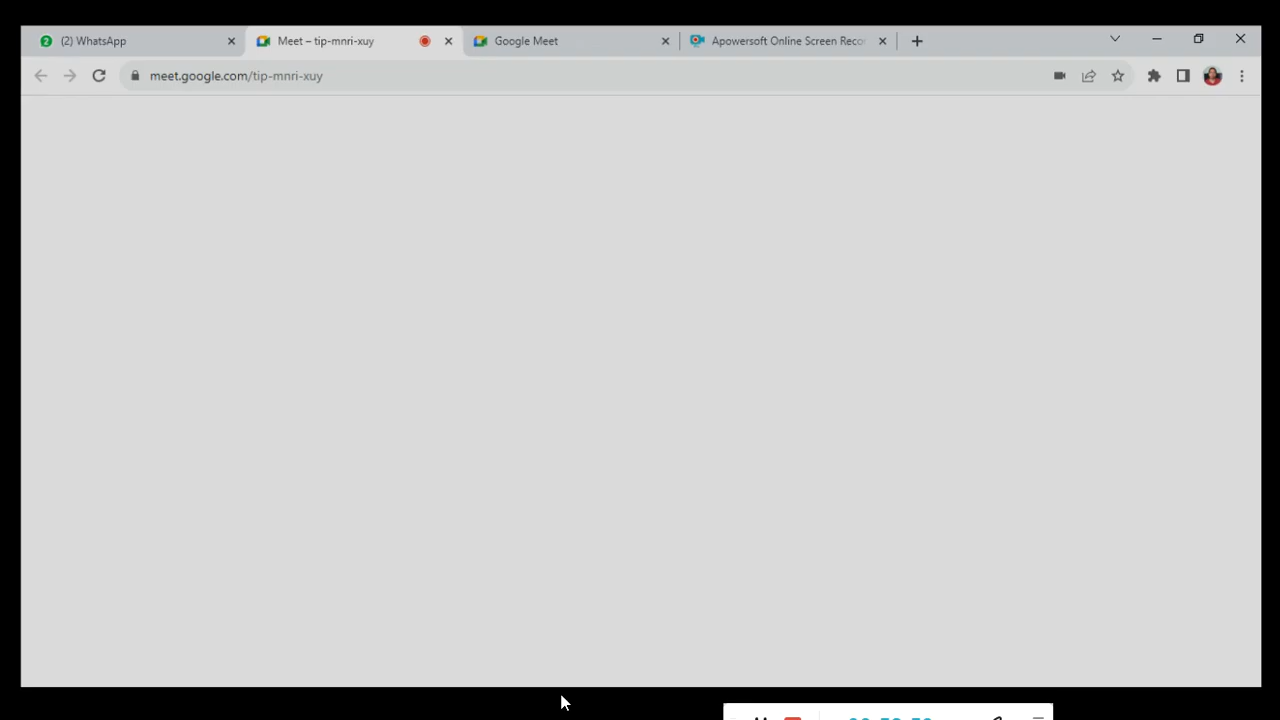 (2) WhatsApp
Meet – tip-mnri-xuy
Google Meet
Apowersoft Online Screen Reco
meet.google.com/tip-mnri-xuy